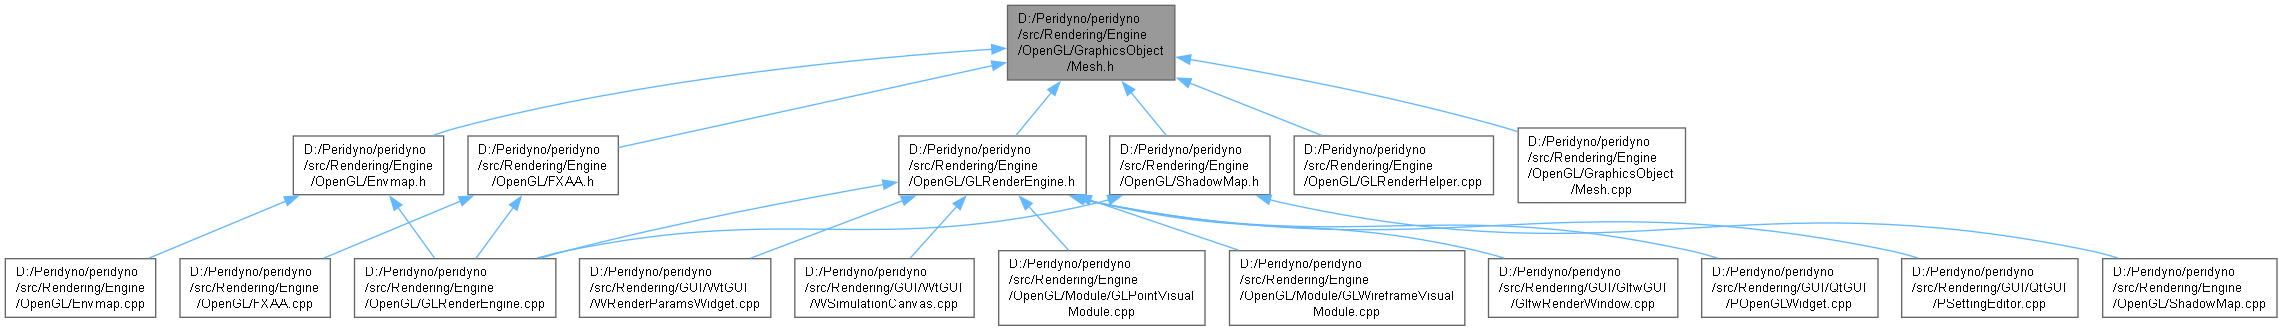 D:/Peridyno/peridyno
/src/Rendering/Engine
/OpenGL/GraphicsObject
/Mesh.h
D:/Peridyno/peridyno
/src/Rendering/Engine
/OpenGL/Envmap.h
D:/Peridyno/peridyno
/src/Rendering/Engine
/OpenGL/FXAA.h
D:/Peridyno/peridyno
/src/Rendering/Engine
/OpenGL/GLRenderEngine.h
D:/Peridyno/peridyno
/src/Rendering/Engine
/OpenGL/ShadowMap.h
D:/Peridyno/peridyno
/src/Rendering/Engine
/OpenGL/GLRenderHelper.cpp
D:/Peridyno/peridyno
/src/Rendering/Engine
/OpenGL/GraphicsObject
/Mesh.cpp
D:/Peridyno/peridyno
/src/Rendering/Engine
/OpenGL/Envmap.cpp
D:/Peridyno/peridyno
/src/Rendering/Engine
/OpenGL/FXAA.cpp
D:/Peridyno/peridyno
/src/Rendering/Engine
/OpenGL/GLRenderEngine.cpp
D:/Peridyno/peridyno
/src/Rendering/GUI/WtGUI
/WRenderParamsWidget.cpp
D:/Peridyno/peridyno
/src/Rendering/GUI/WtGUI
/WSimulationCanvas.cpp
D:/Peridyno/peridyno
/src/Rendering/Engine
/OpenGL/Module/GLPointVisual
Module.cpp
D:/Peridyno/peridyno
/src/Rendering/Engine
/OpenGL/Module/GLWireframeVisual
Module.cpp
D:/Peridyno/peridyno
/src/Rendering/GUI/GlfwGUI
/GlfwRenderWindow.cpp
D:/Peridyno/peridyno
/src/Rendering/GUI/QtGUI
/POpenGLWidget.cpp
D:/Peridyno/peridyno
/src/Rendering/GUI/QtGUI
/PSettingEditor.cpp
D:/Peridyno/peridyno
/src/Rendering/Engine
/OpenGL/ShadowMap.cpp